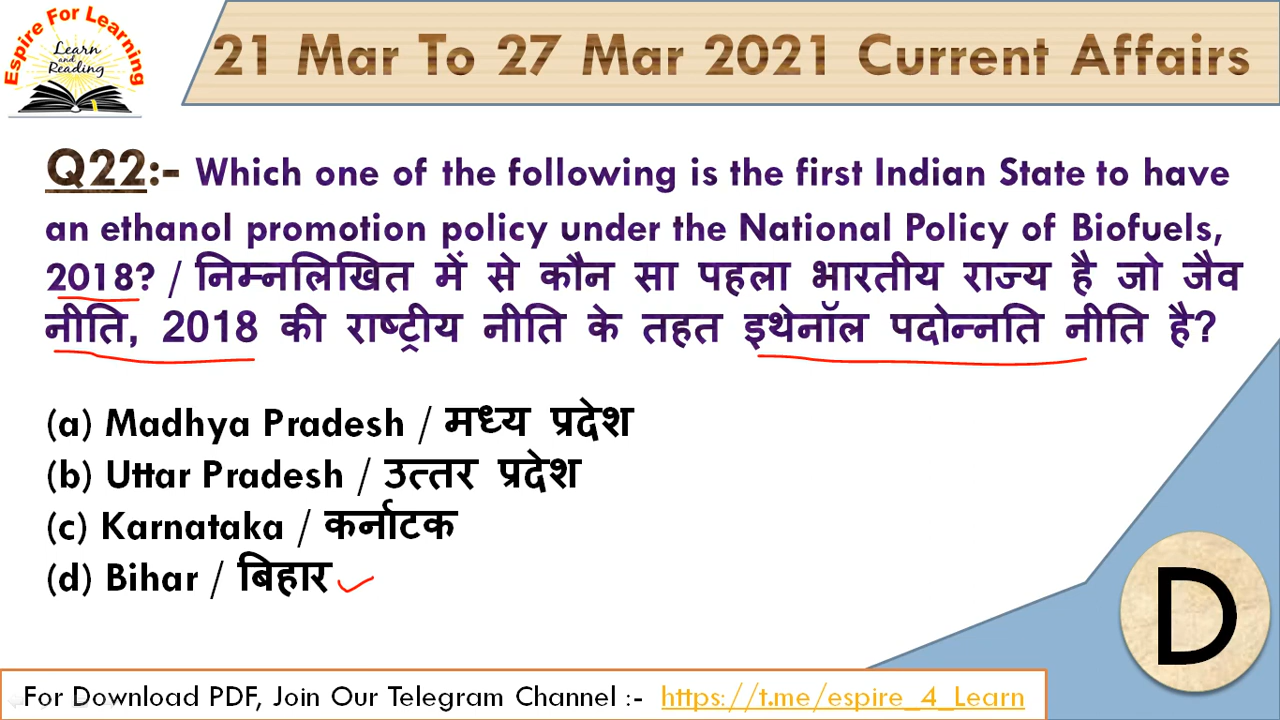 Espire For Learning
Learn
and
Reading
21 Mar To 27 Mar 2021 Current Affairs
Q22:- Which one of the following is the first Indian State to have
an ethanol promotion policy under the National Policy of Biofuels,
2018? / निम्नलिखित में से कौन सा पहला भारतीय राज्य है जो जैव
नीति, 2018 की राष्ट्रीय नीति के तहत इथेनॉल पदोन्नति नीति है?
(a) Madhya Pradesh / मध्य प्रदेश
(b) Uttar Pradesh / उत्तर प्रदेश
(c) Karnataka / कर्नाटक
(d) Bihar / बिहार
D
For Download PDF, Join Our Telegram Channel :- https://t.me/espire_4_Learn